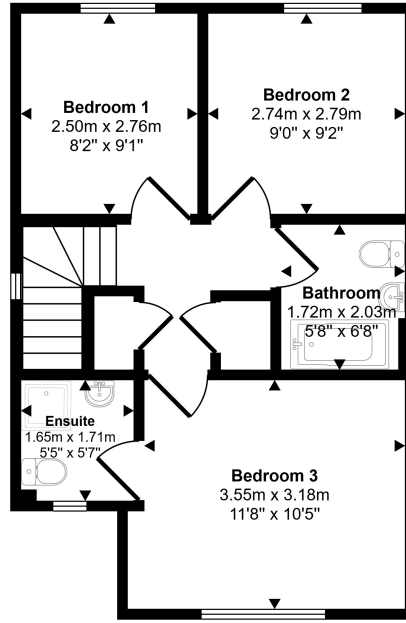 Bedroom 1
2.50m x 2.76m
8'2" x 9'1"
Bedroom 2
2.74m x 2.79m
9'0" x 9'2"
Bathroom
1.72m x 2.03m
5'8" x 6'8"
Ensuite
1.65m x 1.71m
5'5" x 5'7"
Bedroom 3
3.55m x 3.18m
11'8" x 10'5"